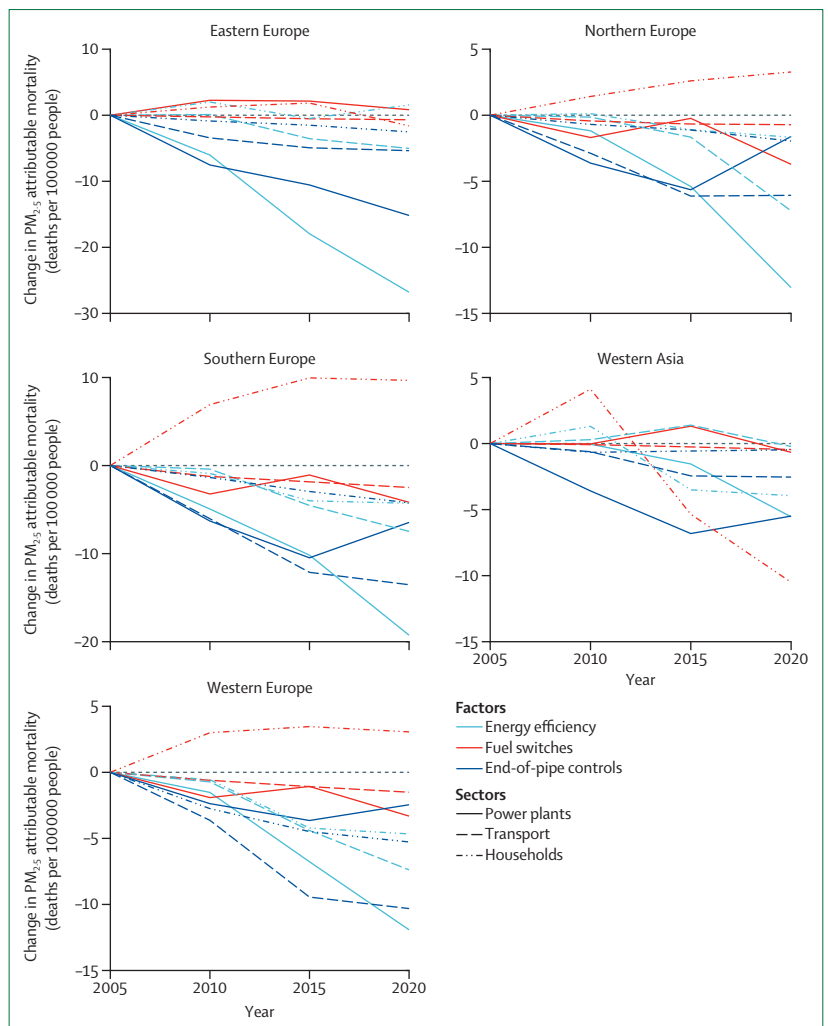 Eastern Europe
10
0
−10
−20
−30
Change in PM2·5 attributable mortality
(deaths per 100 000 people)
Northern Europe
5
0
−5
−10
−15
Southern Europe
10
0
−10
−20
Change in PM2·5 attributable mortality
(deaths per 100 000 people)
Western Asia
5
0
−5
−10
−15
2005
2010
2015
2020
Year
Western Europe
5
0
−5
−10
−15
Change in PM2·5 attributable mortality
(deaths per 100 000 people)
2005
2010
2015
2020
Year
Factors
Energy efficiency
Fuel switches
End-of-pipe controls
Sectors
Power plants
Transport
Households